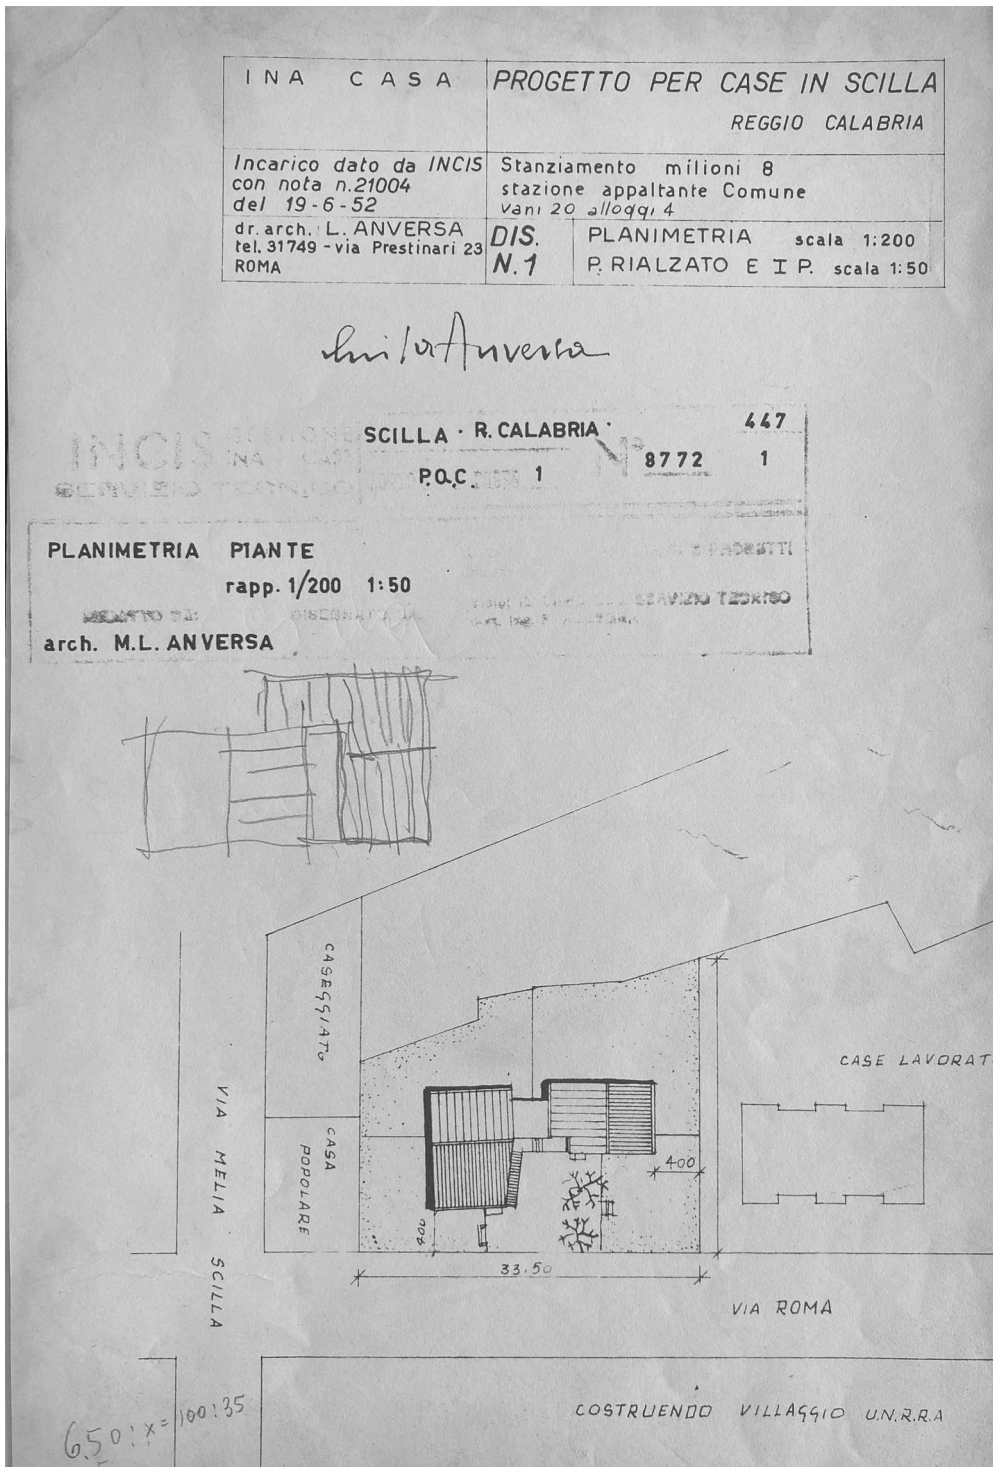 INA CASA
PROGETTO PER CASE IN SCILLA
REGGIO CALABRIA
Incarico dato da INCIS
con nota n.21004
del 19-6-52
Stanziamento milioni 8
stazione appaltante Comune
vani 20 alloggi 4
dr. arch. L. ANVERSA
tel. 31749 - via Prestinari 23
ROMA
DIS.
N.1
PLANIMETRIA scala 1:200
P. RIALZATO E I P. scala 1:50
Anversa
INCIS
SCILLA · R. CALABRIA ·
447
P.Q.C. 1
N°
8772
1
PLANIMETRIA PIANTE
rapp. 1/200 1:50
arch. M.L. ANVERSA
CASEGGIATO
CASA
POPOLARE
VIA MELIA SCILLA
CASE LAVORAT
400
33.50
VIA ROMA
COSTRUENDO VILLAGGIO U.N.R.R.A
6.50 : x = 100 : 35